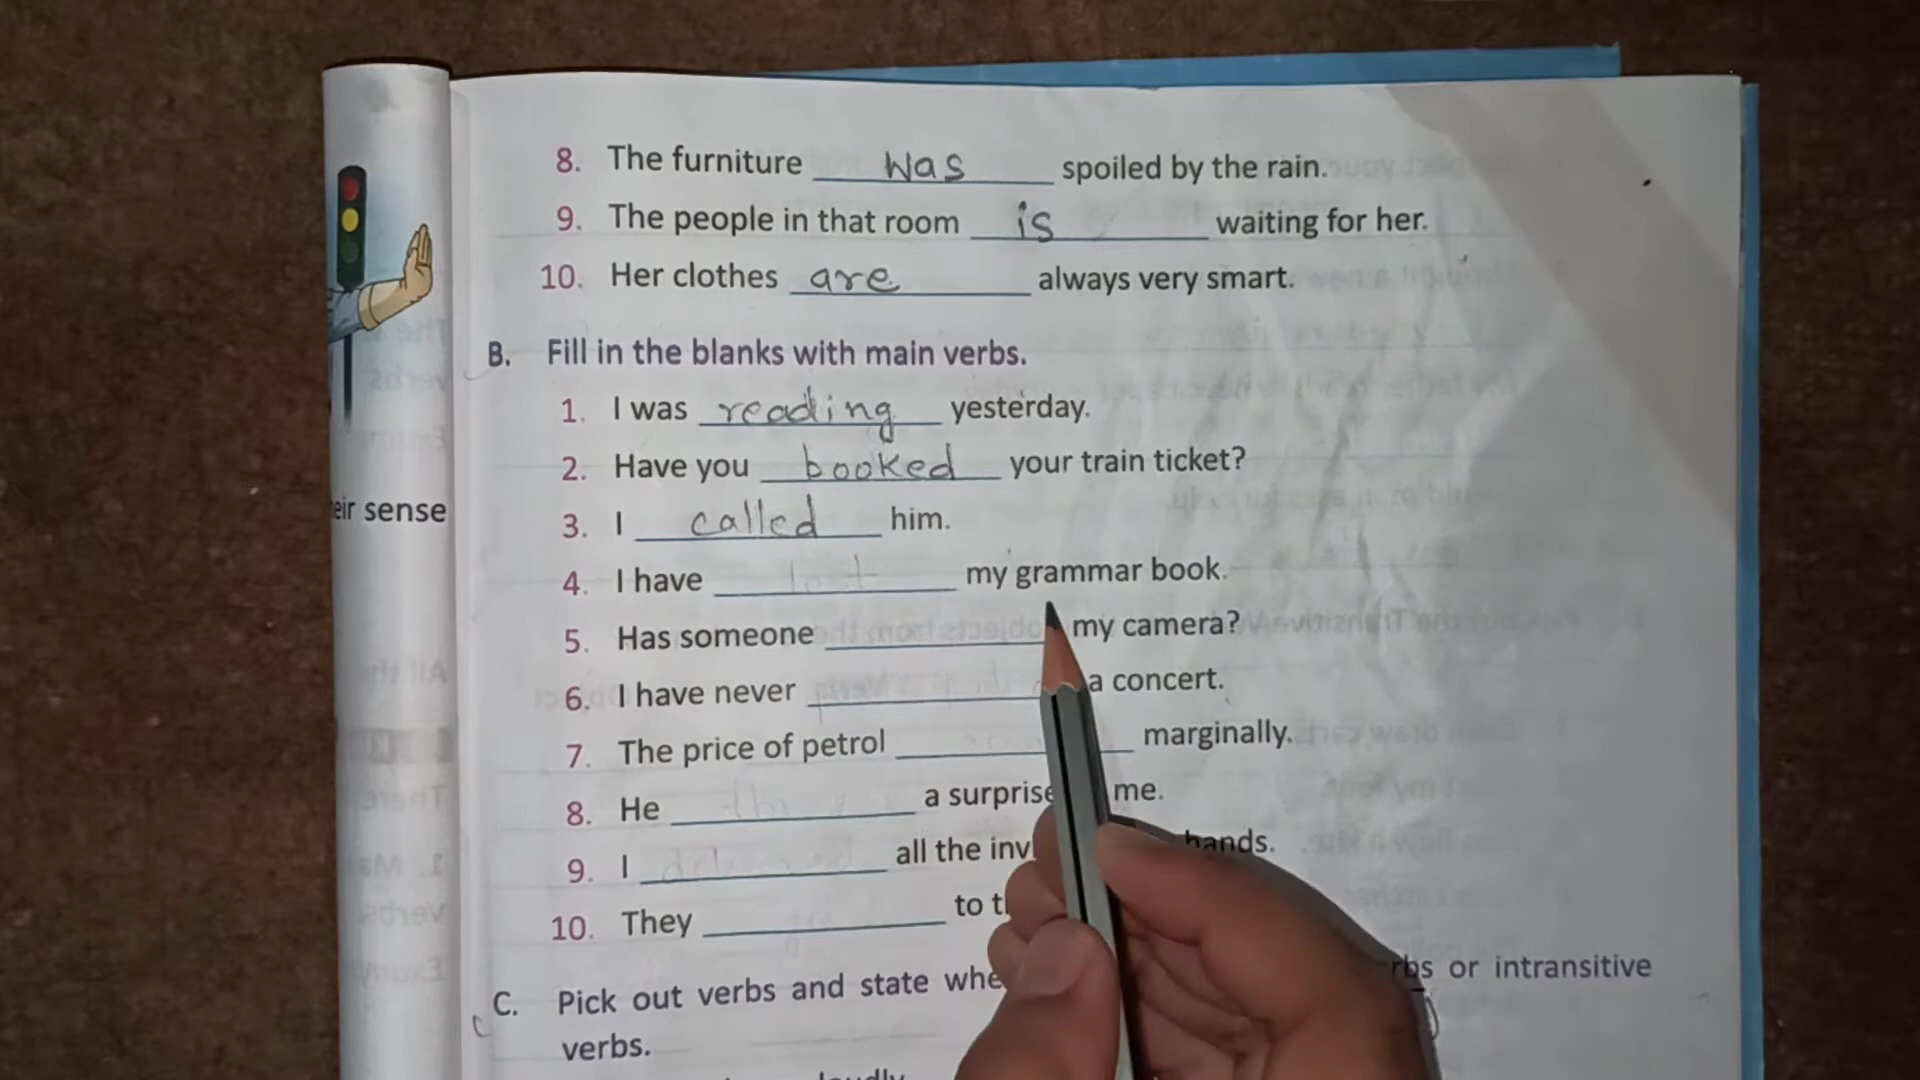 8. The furniture was spoiled by the rain.
9. The people in that room is waiting for her.
10. Her clothes are always very smart.
B. Fill in the blanks with main verbs.
1. I was reading yesterday.
2. Have you booked your train ticket?
eir sense
3. I called him.
4. I have lost my grammar book.
5. Has someone my camera?
6. I have never a concert.
7. The price of petrol marginally.
8. He a surprise me.
9. I all the inv hands.
10. They to t
C. Pick out verbs and state whe rbs or intransitive
verbs.
loudly